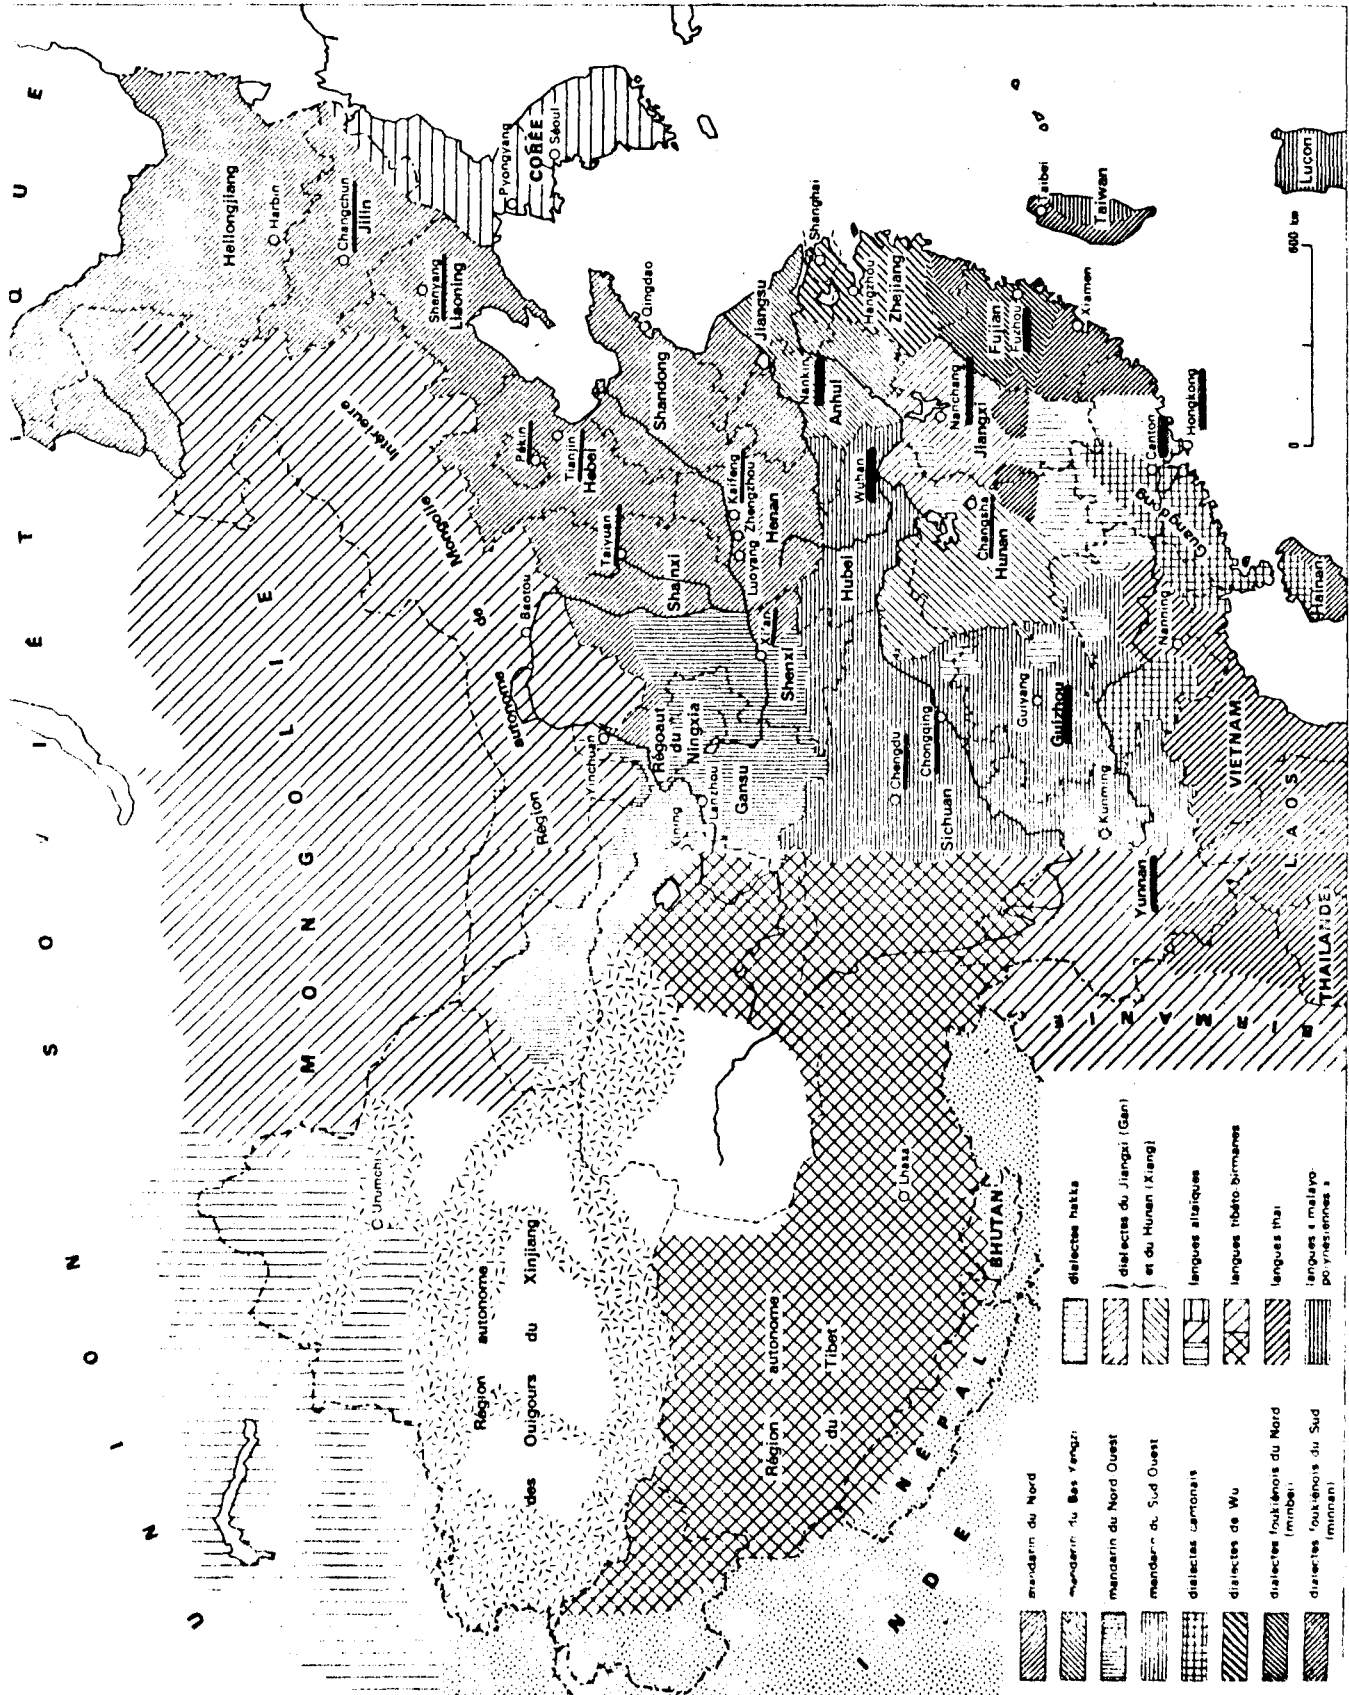 UNION SOVIÉTIQUE
MONGOLIE
Région autonome de Mongolie Intérieure
Heilongjiang
Harbin
Changchun
Jilin
Shenyang
Liaoning
Pyongyang
CORÉE
Séoul
Pékin
Tianjin
Hebei
Qingdao
Shandong
Taiyuan
Shanxi
Baotou
Kaifeng
Luoyang Zhengzhou
Henan
Jiangsu
Shanghai
Nankin
Anhui
Hangzhou
Zhejiang
Yinchuan
Région
du
Ningxia
Xining
Lanzhou
Gansu
Xi'an
Shenxi
Hubei
Wuhan
Nanchang
Jiangxi
Changsha
Hunan
Fujian
Fuzhou
Xiamen
Taibei
Taiwan
Luçon
Chengdu
Chongqing
Sichuan
Guiyang
Guizhou
Kunming
Yunnan
Nanning
Guangdong
Canton
Hongkong
Hainan
VIETNAM
LAOS
THAILANDE
BIRMANIE
Urumchi
Région autonome
des Ouigours du Xinjiang
Région autonome
du Tibet
Lhasa
BHUTAN
NÉPAL
INDE
0 600 km
mandarin du Nord
mandarin du Bas Yangzi
mandarin du Nord Ouest
mandarin du Sud Ouest
dialectes cantonais
dialectes de Wu
dialectes foukiénois du Nord
(minbei)
dialectes foukiénois du Sud
(minnan)
dialectes hakka
dialectes du Jiangxi (Gan)
et du Hunan (Xiang)
langues altaïques
langues tibéto-birmanes
langues thai
langues « malayo-
polynésiennes »